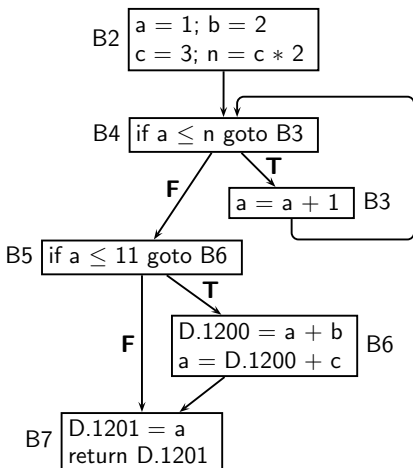 B2
a = 1; b = 2
c = 3; n = c ∗ 2
B4
if a ≤ n goto B3
T
F
a = a + 1
B3
B5
if a ≤ 11 goto B6
T
F
D.1200 = a + b
a = D.1200 + c
B6
B7
D.1201 = a
return D.1201